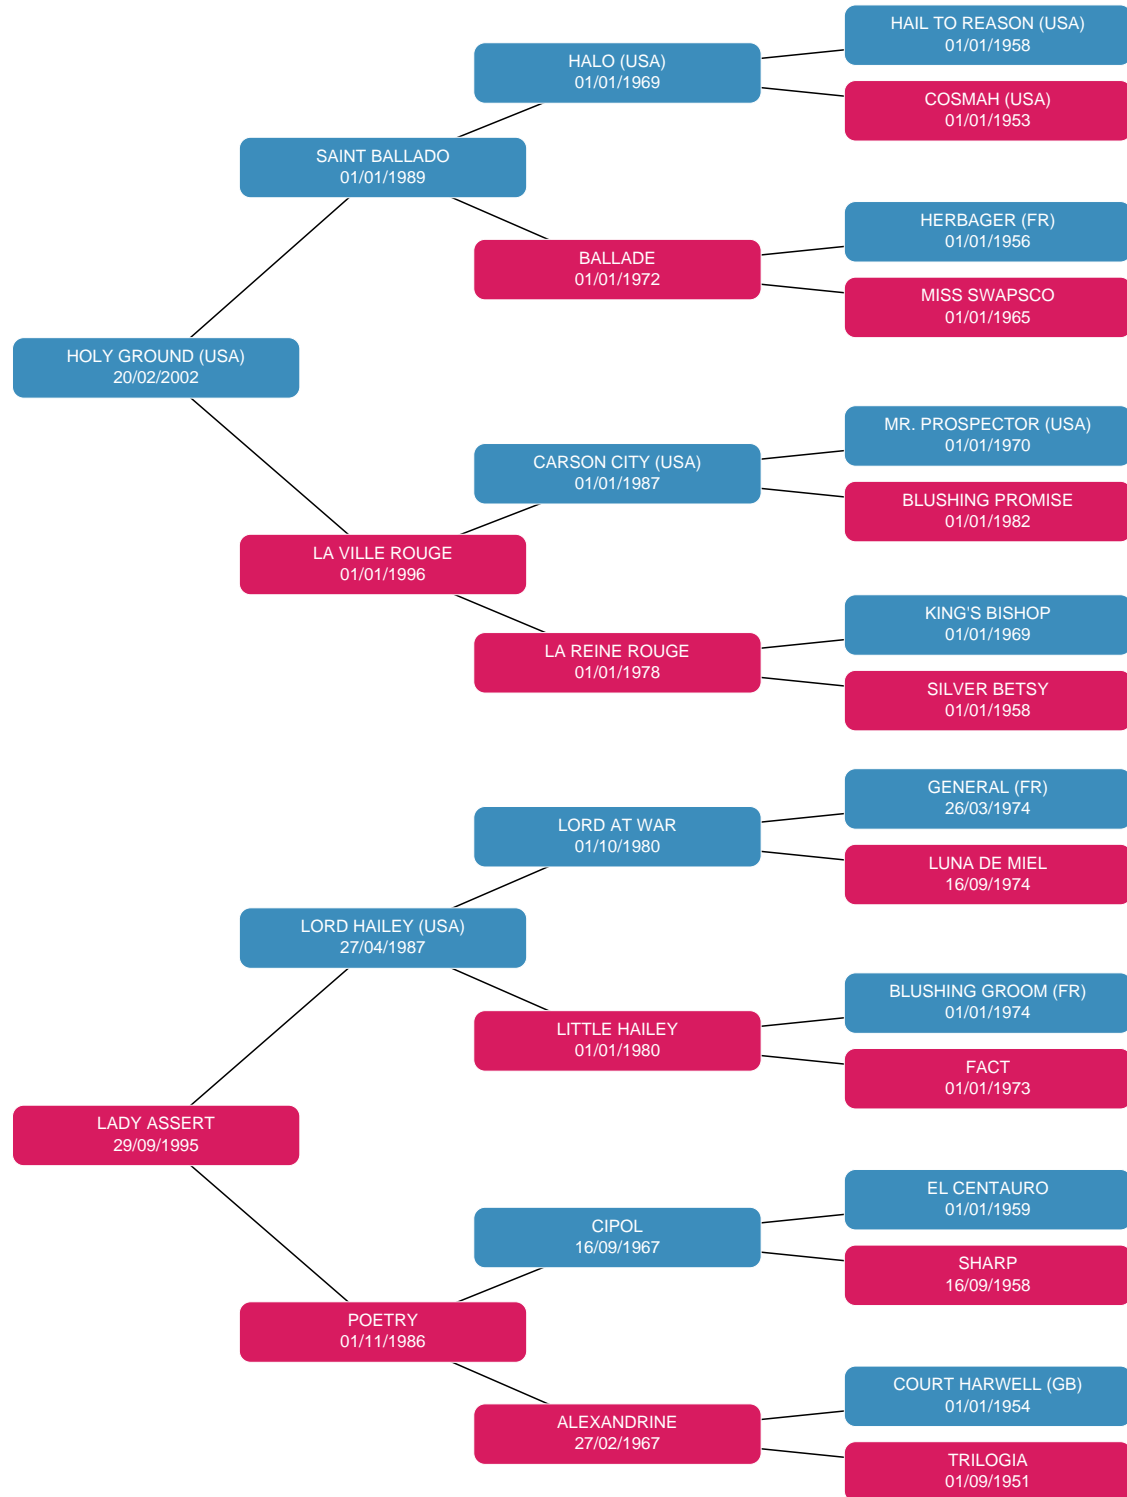 HAIL TO REASON (USA)
01/01/1958
HALO (USA)
01/01/1969
COSMAH (USA)
01/01/1953
SAINT BALLADO
01/01/1989
HERBAGER (FR)
01/01/1956
BALLADE
01/01/1972
MISS SWAPSCO
01/01/1965
HOLY GROUND (USA)
20/02/2002
MR. PROSPECTOR (USA)
01/01/1970
CARSON CITY (USA)
01/01/1987
BLUSHING PROMISE
01/01/1982
LA VILLE ROUGE
01/01/1996
KING'S BISHOP
01/01/1969
LA REINE ROUGE
01/01/1978
SILVER BETSY
01/01/1958
GENERAL (FR)
26/03/1974
LORD AT WAR
01/10/1980
LUNA DE MIEL
16/09/1974
LORD HAILEY (USA)
27/04/1987
BLUSHING GROOM (FR)
01/01/1974
LITTLE HAILEY
01/01/1980
FACT
01/01/1973
LADY ASSERT
29/09/1995
EL CENTAURO
01/01/1959
CIPOL
16/09/1967
SHARP
16/09/1958
POETRY
01/11/1986
COURT HARWELL (GB)
01/01/1954
ALEXANDRINE
27/02/1967
TRILOGIA
01/09/1951